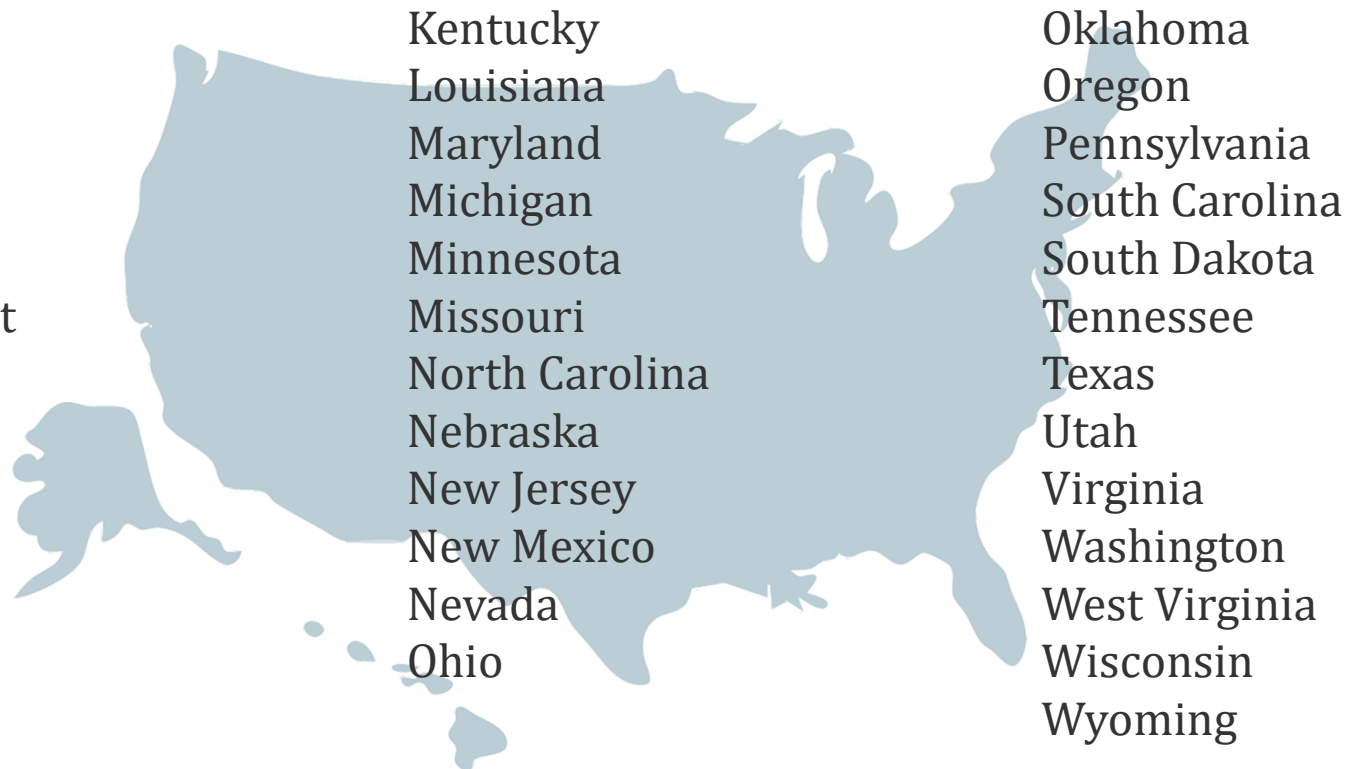 t
Kentucky
Louisiana
Maryland
Michigan
Minnesota
Missouri
North Carolina
Nebraska
New Jersey
New Mexico
Nevada
Ohio
Oklahoma
Oregon
Pennsylvania
South Carolina
South Dakota
Tennessee
Texas
Utah
Virginia
Washington
West Virginia
Wisconsin
Wyoming